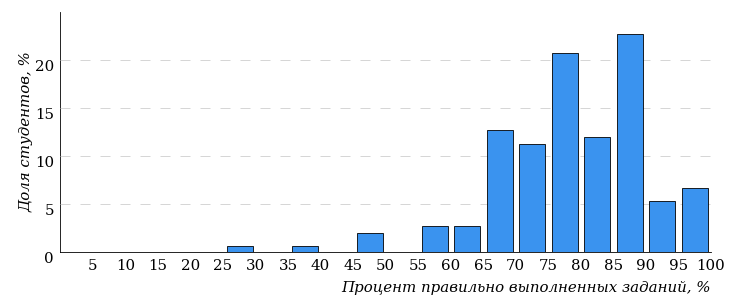 Доля студентов, %
20
15
10
5
0
5 10 15 20 25 30 35 40 45 50 55 60 65 70 75 80 85 90 95 100
Процент правильно выполненных заданий, %